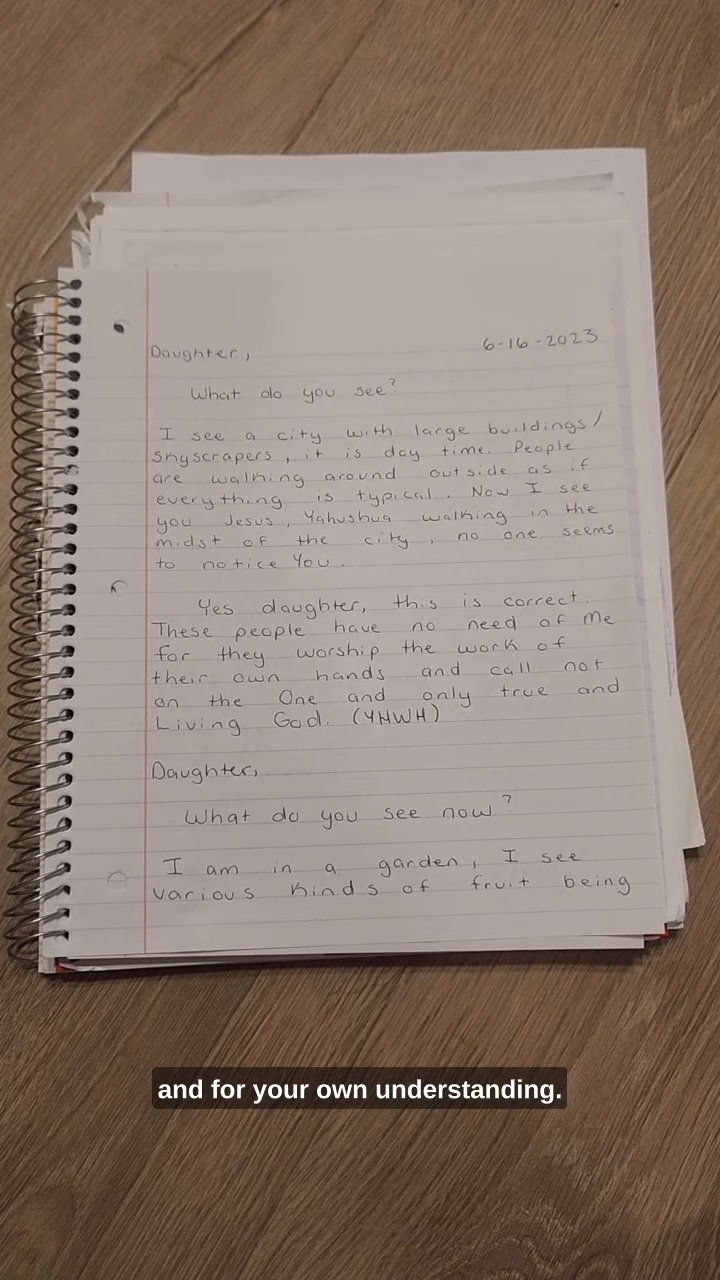 6-16-2023
Daughter,
What do you see?
I see a city with large buildings/
skyscrapers, it is day time. People
are walking around outside as if
everything is typical. Now I see
you Jesus, Yahushua walking in the
midst of the city, no one seems
to notice You.
Yes daughter, this is correct.
These people have no need of me
for they worship the work of
their own hands and call not
on the One and only true and
Living God. (YHWH)
Daughter,
What do you see now?
I am in a garden, I see
various kinds of fruit being
and for your own understanding.